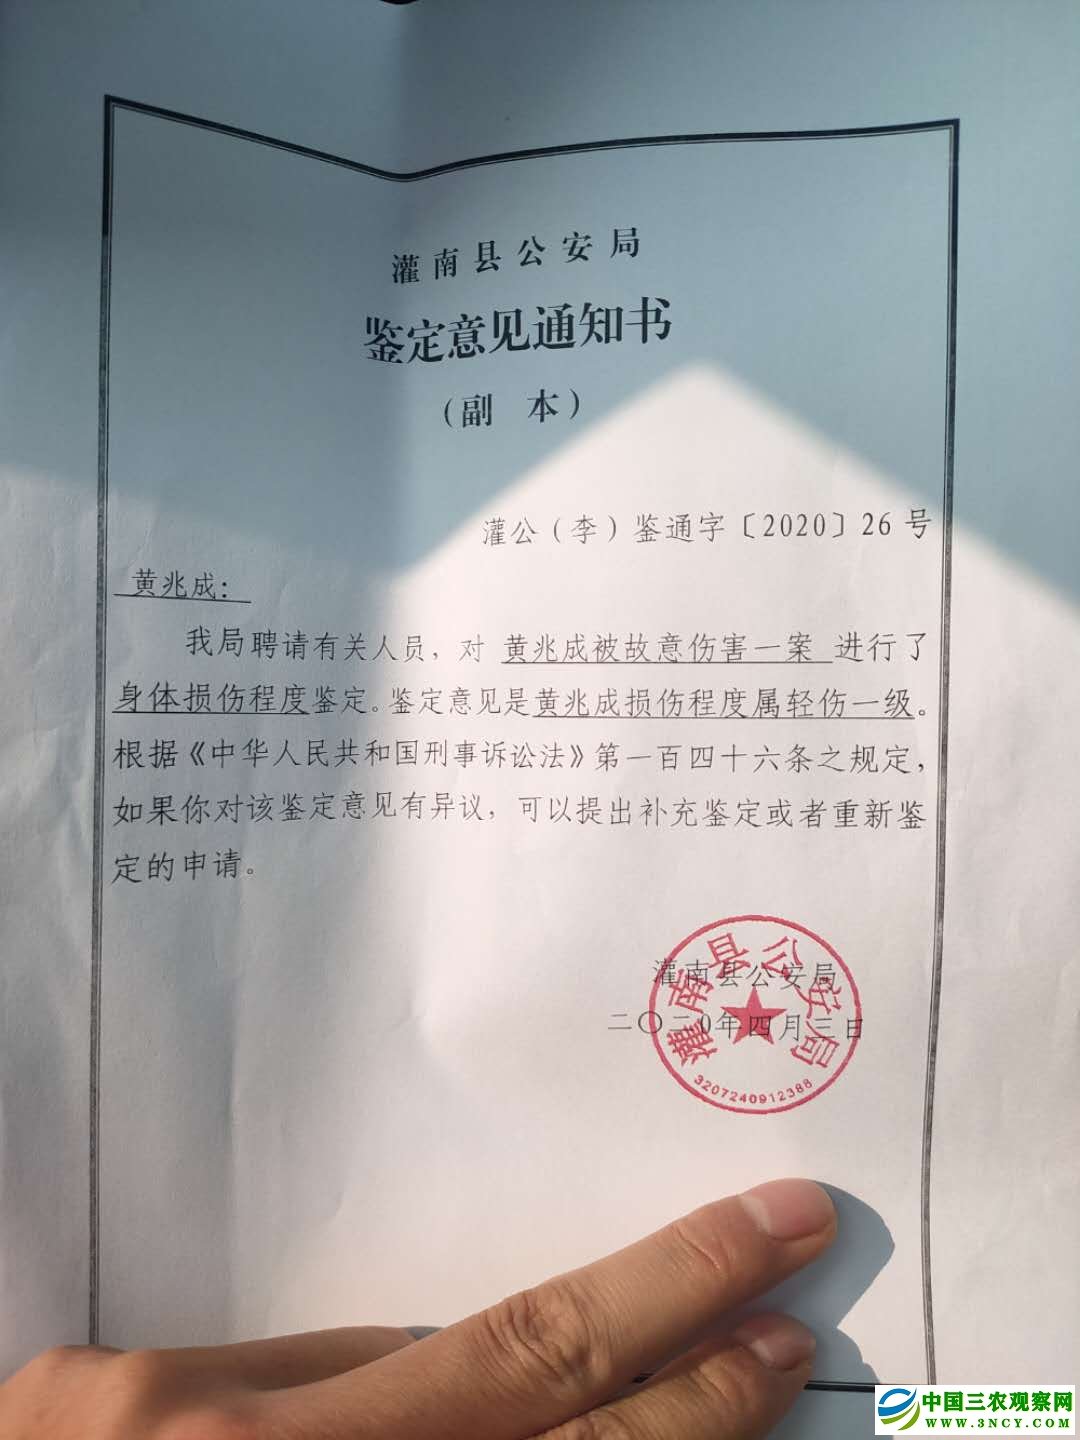 灌南县公安局
鉴定意见通知书
（副 本）
灌公（李）鉴通字〔2020〕26号
黄兆成：
我局聘请有关人员，对 黄兆成被故意伤害一案 进行了
身体损伤程度鉴定。鉴定意见是黄兆成损伤程度属轻伤一级。
根据《中华人民共和国刑事诉讼法》第一百四十六条之规定，
如果你对该鉴定意见有异议，可以提出补充鉴定或者重新鉴
定的申请。
灌南县公安局
二〇二0年四月三日
灌南县公安局
3207240912388
中国三农观察网
WWW.3NCY.COM